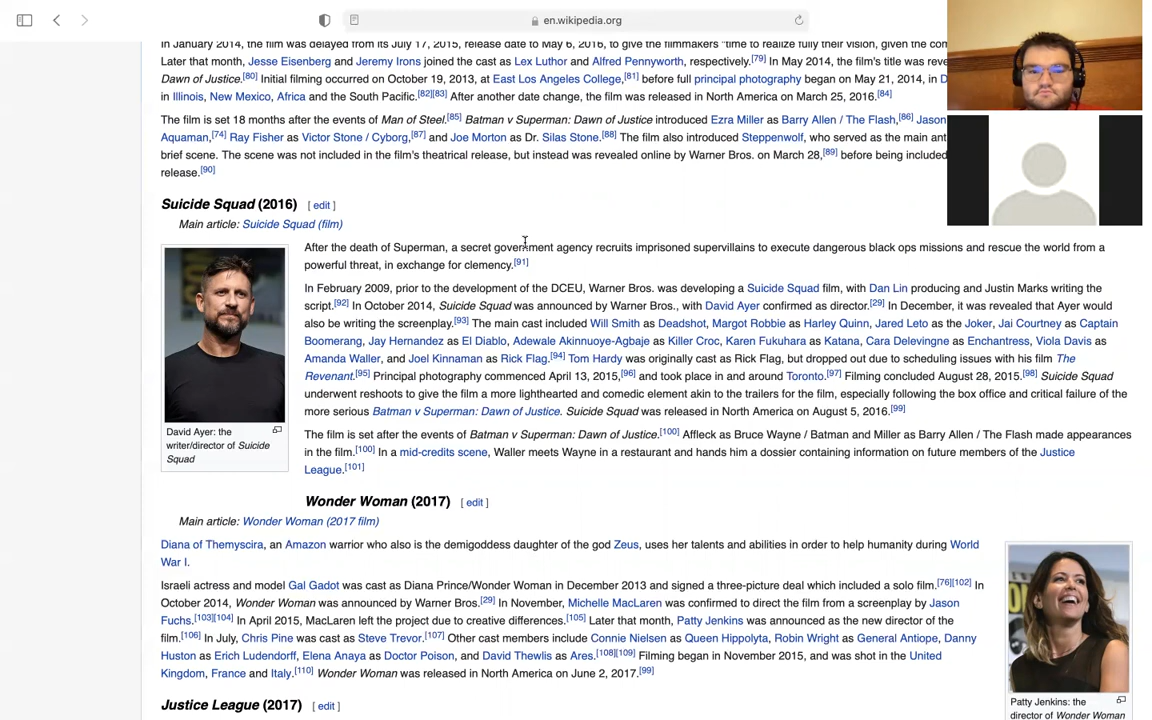 en.wikipedia.org
In January 2014, the film was delayed from its July 17, 2015, release date to May 6, 2016, to give the filmmakers "time to realize fully their vision, given the
Later that month, Jesse Eisenberg and Jeremy Irons joined the cast as Lex Luthor and Alfred Pennyworth, respectively.[79] In May 2014, the film's title was
Dawn of Justice.[80] Initial filming occurred on October 19, 2013, at East Los Angeles College,[81] before full principal photography began on May 21, 2014, in
in Illinois, New Mexico, Africa and the South Pacific.[82][83] After another date change, the film was released in North America on March 25, 2016.[84]
The film is set 18 months after the events of Man of Steel.[85] Batman v Superman: Dawn of Justice introduced Ezra Miller as Barry Allen / The Flash,[86] Jason
Aquaman,[74] Ray Fisher as Victor Stone / Cyborg,[87] and Joe Morton as Dr. Silas Stone.[88] The film also introduced Steppenwolf, who served as the main
brief scene. The scene was not included in the film's theatrical release, but instead was revealed online by Warner Bros. on March 28,[89] before being included
release.[90]
Suicide Squad (2016) [ edit ]
Main article: Suicide Squad (film)
After the death of Superman, a secret government agency recruits imprisoned supervillains to execute dangerous black ops missions and rescue the world from a
powerful threat, in exchange for clemency.[91]
In February 2009, prior to the development of the DCEU, Warner Bros. was developing a Suicide Squad film, with Dan Lin producing and Justin Marks writing the
script.[92] In October 2014, Suicide Squad was announced by Warner Bros., with David Ayer confirmed as director.[29] In December, it was revealed that Ayer would
also be writing the screenplay.[93] The main cast included Will Smith as Deadshot, Margot Robbie as Harley Quinn, Jared Leto as the Joker, Jai Courtney as Captain
Boomerang, Jay Hernandez as El Diablo, Adewale Akinnuoye-Agbaje as Killer Croc, Karen Fukuhara as Katana, Cara Delevingne as Enchantress, Viola Davis as
Amanda Waller, and Joel Kinnaman as Rick Flag.[94] Tom Hardy was originally cast as Rick Flag, but dropped out due to scheduling issues with his film The
Revenant.[95] Principal photography commenced April 13, 2015,[96] and took place in and around Toronto.[97] Filming concluded August 28, 2015.[98] Suicide Squad
underwent reshoots to give the film a more lighthearted and comedic element akin to the trailers for the film, especially following the box office and critical failure of the
more serious Batman v Superman: Dawn of Justice. Suicide Squad was released in North America on August 5, 2016.[99]
The film is set after the events of Batman v Superman: Dawn of Justice.[100] Affleck as Bruce Wayne / Batman and Miller as Barry Allen / The Flash made appearances
in the film.[100] In a mid-credits scene, Waller meets Wayne in a restaurant and hands him a dossier containing information on future members of the Justice
League.[101]
David Ayer: the
writer/director of Suicide
Squad
Wonder Woman (2017) [ edit ]
Main article: Wonder Woman (2017 film)
Diana of Themyscira, an Amazon warrior who also is the demigoddess daughter of the god Zeus, uses her talents and abilities in order to help humanity during World
War I.
Israeli actress and model Gal Gadot was cast as Diana Prince/Wonder Woman in December 2013 and signed a three-picture deal which included a solo film.[76][102] In
October 2014, Wonder Woman was announced by Warner Bros.[29] In November, Michelle MacLaren was confirmed to direct the film from a screenplay by Jason
Fuchs.[103][104] In April 2015, MacLaren left the project due to creative differences.[105] Later that month, Patty Jenkins was announced as the new director of the
film.[106] In July, Chris Pine was cast as Steve Trevor.[107] Other cast members include Connie Nielsen as Queen Hippolyta, Robin Wright as General Antiope, Danny
Huston as Erich Ludendorff, Elena Anaya as Doctor Poison, and David Thewlis as Ares.[108][109] Filming began in November 2015, and was shot in the United
Kingdom, France and Italy.[110] Wonder Woman was released in North America on June 2, 2017.[99]
Patty Jenkins: the
director of Wonder Woman
Justice League (2017) [ edit ]